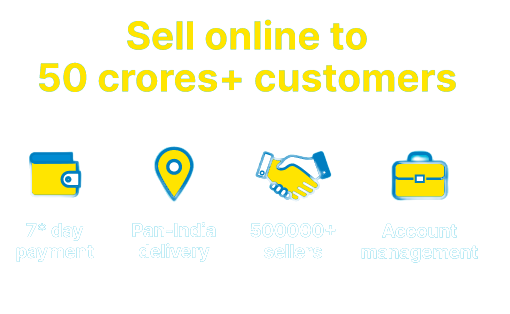 Sell online to
50 crores+ customers
7* day
payment
Pan-India
delivery
500000+
sellers
Account
management